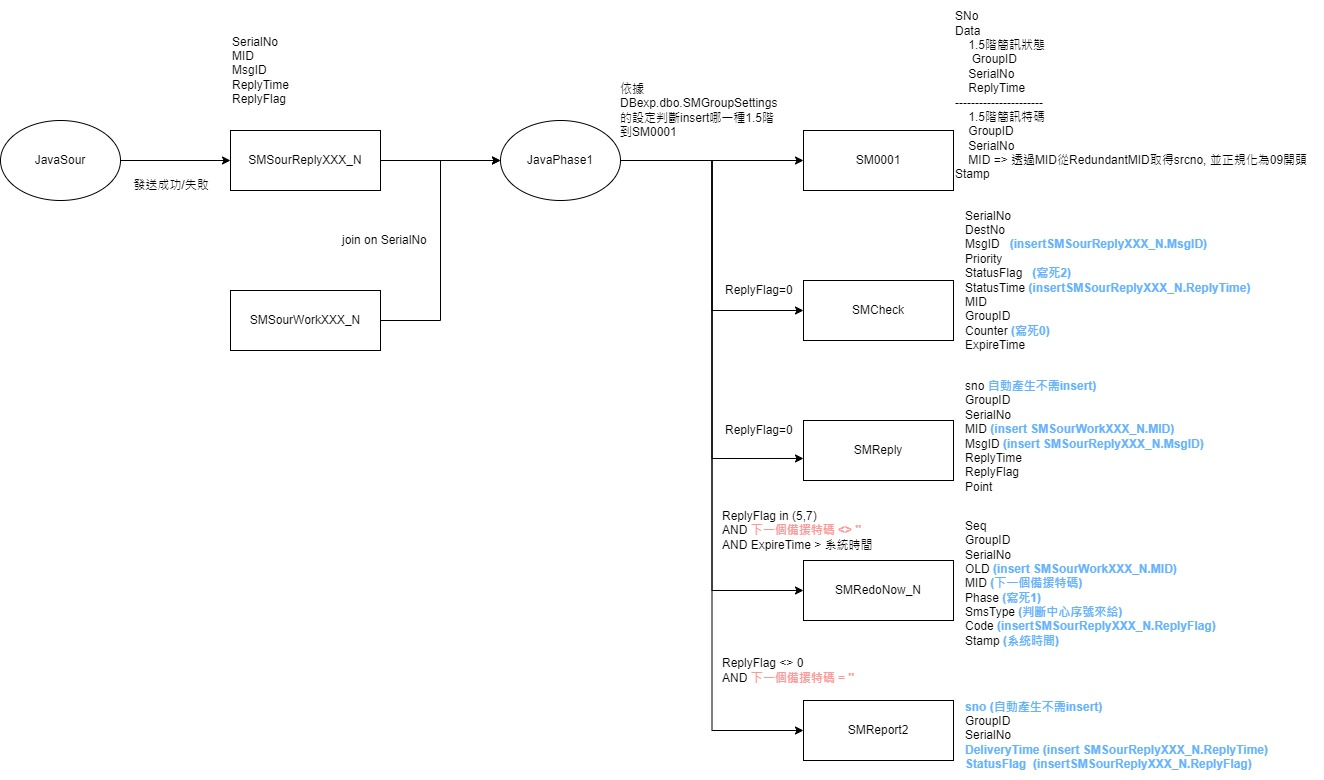 SerialNo
MID
MsgID
ReplyTime
ReplyFlag
JavaSour
發送成功/失敗
SMSourReplyXXX_N
join on SerialNo
SMSourWorkXXX_N
JavaPhase1
依據
DBexp.dbo.SMGroupSettings
的設定判斷insert哪一種1.5階
到SM0001
SM0001
SNo
Data
1.5階簡訊狀態
GroupID
SerialNo
ReplyTime
----------------------
1.5階簡訊特碼
GroupID
SerialNo
MID => 透過MID從RedundantMID取得srcno, 並正規化為09開頭
Stamp
ReplyFlag=0
SMCheck
SerialNo
DestNo
MsgID (insertSMSourReplyXXX_N.MsgID)
Priority
StatusFlag (寫死2)
StatusTime (insertSMSourReplyXXX_N.ReplyTime)
MID
GroupID
Counter (寫死0)
ExpireTime
ReplyFlag=0
SMReply
sno 自動產生不需insert)
GroupID
SerialNo
MID (insert SMSourWorkXXX_N.MID)
MsgID (insert SMSourReplyXXX_N.MsgID)
ReplyTime
ReplyFlag
Point
ReplyFlag in (5,7)
AND 下一個備援特碼 <> ''
AND ExpireTime > 系統時間
SMRedoNow_N
Seq
GroupID
SerialNo
OLD (insert SMSourWorkXXX_N.MID)
MID (下一個備援特碼)
Phase (寫死1)
SmsType (判斷中心序號來給)
Code (insertSMSourReplyXXX_N.ReplyFlag)
Stamp (系統時間)
ReplyFlag <> 0
AND 下一個備援特碼 = ''
SMReport2
sno (自動產生不需insert)
GroupID
SerialNo
DeliveryTime (insert SMSourReplyXXX_N.ReplyTime)
StatusFlag (insertSMSourReplyXXX_N.ReplyFlag)